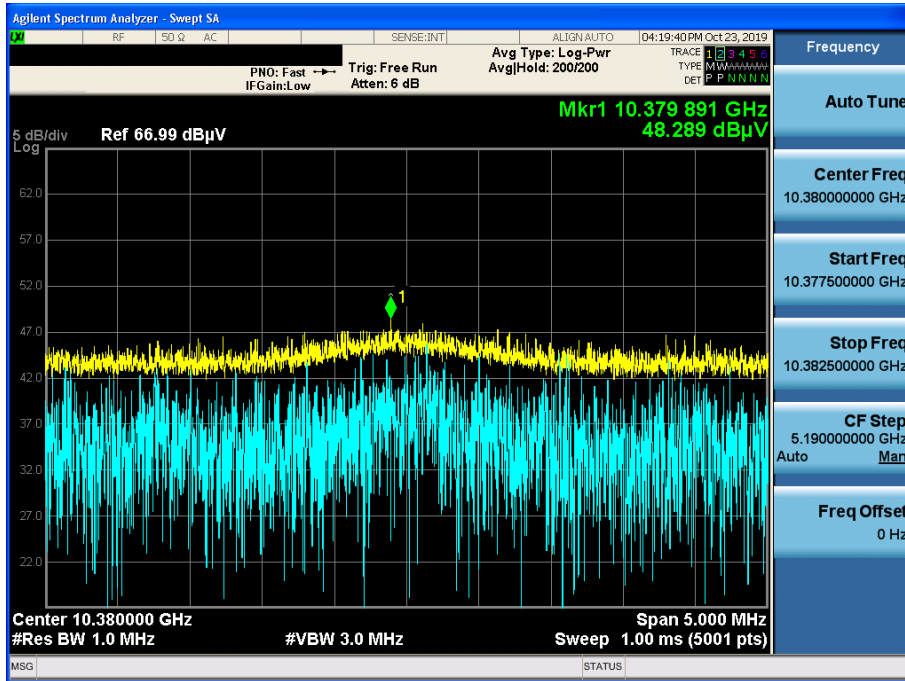 Agilent Spectrum Analyzer - Swept SA
LXI RF 50 Ω AC SENSE:INT ALIGN AUTO 04:19:40 PM Oct 23, 2019
Frequency
PNO: Fast
IFGain:Low
Trig: Free Run
Atten: 6 dB
Avg Type: Log-Pwr
Avg|Hold: 200/200
TRACE 1 2 3 4 5 6
TYPE MWWWWW
DET P P N N N N
Auto Tune
Mkr1 10.379 891 GHz
48.289 dBµV
5 dB/div Ref 66.99 dBµV
Log
62.0
57.0
52.0
47.0
42.0
37.0
32.0
27.0
22.0
1
Center Freq
10.380000000 GHz
Start Freq
10.377500000 GHz
Stop Freq
10.382500000 GHz
CF Step
5.190000000 GHz
Auto Man
Freq Offset
0 Hz
Center 10.380000 GHz Span 5.000 MHz
#Res BW 1.0 MHz #VBW 3.0 MHz Sweep 1.00 ms (5001 pts)
MSG STATUS